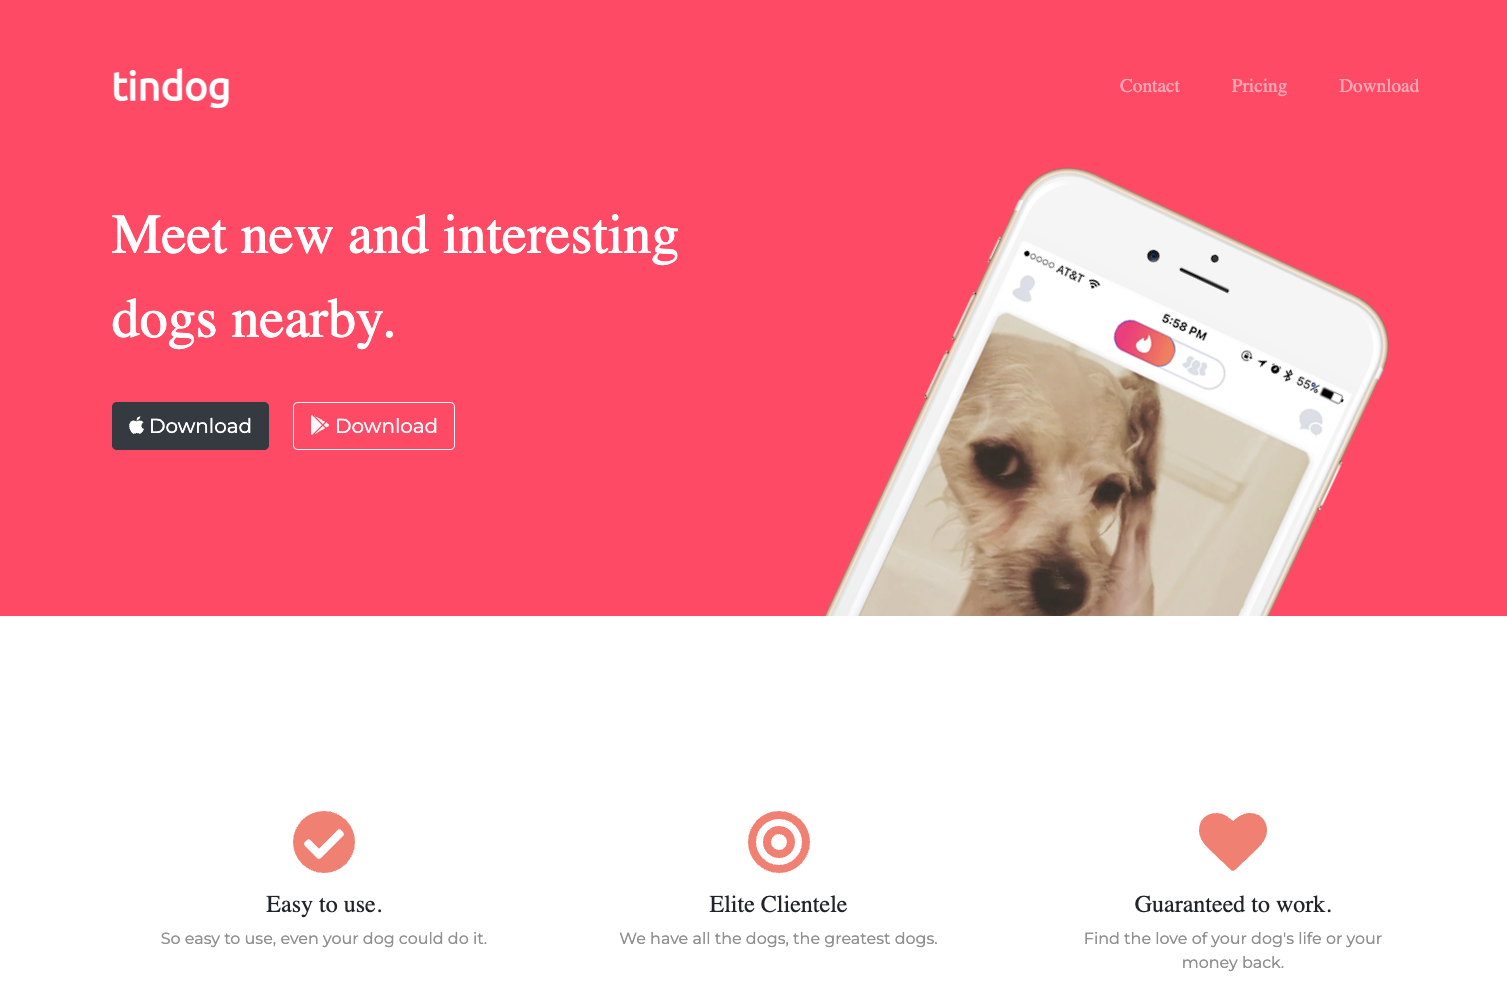 tindog
Contact
Pricing
Download
Meet new and interesting
dogs nearby.
Download
Download
AT&T
5:58 PM
55%
Easy to use.
So easy to use, even your dog could do it.
Elite Clientele
We have all the dogs, the greatest dogs.
Guaranteed to work.
Find the love of your dog's life or your
money back.